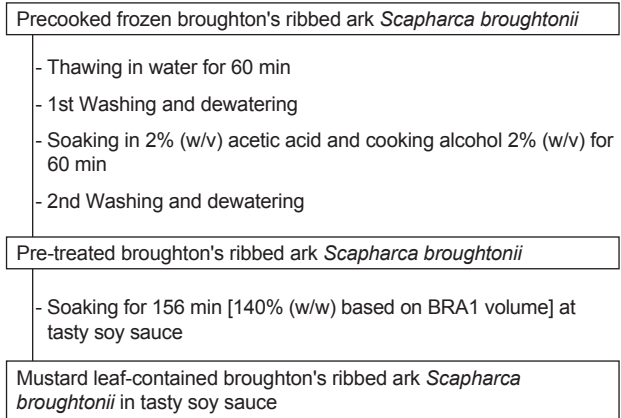 Precooked frozen broughton's ribbed ark Scapharca broughtonii
- Thawing in water for 60 min
- 1st Washing and dewatering
- Soaking in 2% (w/v) acetic acid and cooking alcohol 2% (w/v) for
60 min
- 2nd Washing and dewatering
Pre-treated broughton's ribbed ark Scapharca broughtonii
- Soaking for 156 min [140% (w/w) based on BRA1 volume] at
tasty soy sauce
Mustard leaf-contained broughton's ribbed ark Scapharca
broughtonii in tasty soy sauce